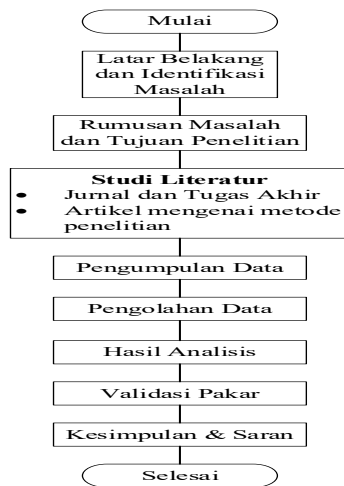 Mulai
Latar Belakang
dan Identifikasi
Masalah
Rumusan Masalah
dan Tujuan Penelitian
Studi Literatur
• Jurnal dan Tugas Akhir
• Artikel mengenai metode
penelitian
Pengumpulan Data
Pengolahan Data
Hasil Analisis
Validasi Pakar
Kesimpulan & Saran
Selesai